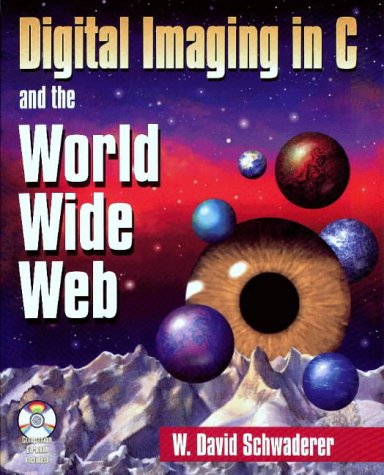 Digital Imaging in C
and the
World
Wide
Web
W. David Schwaderer